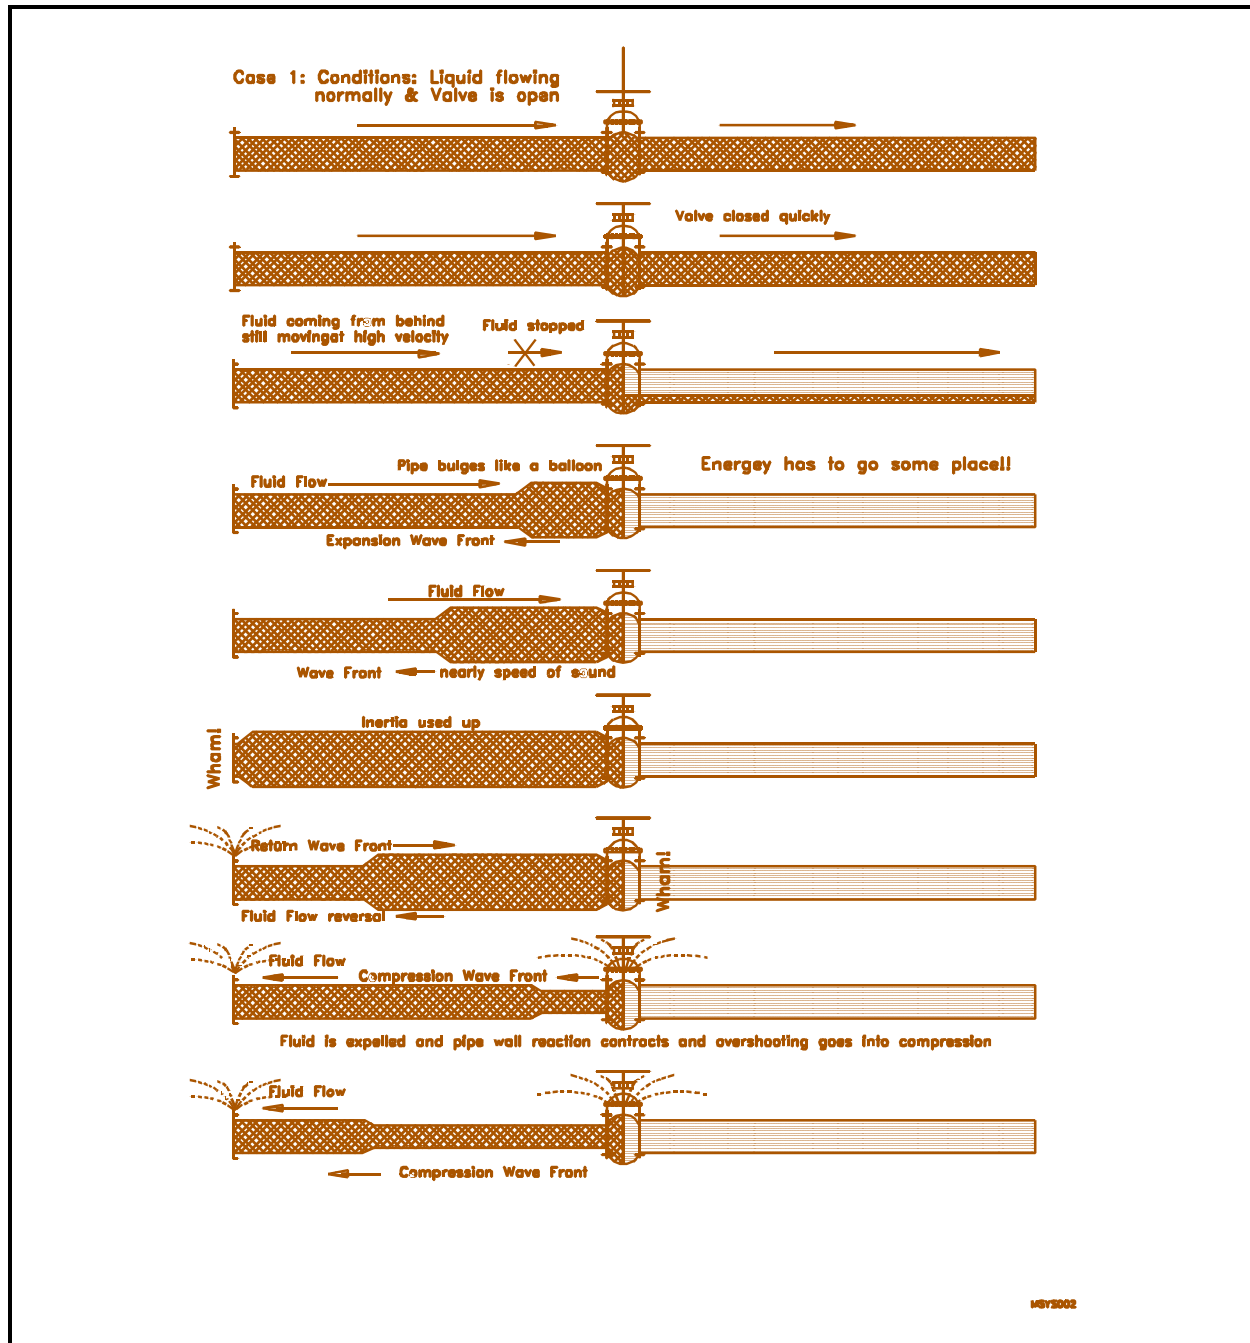 Case 1: Conditions: Liquid flowing
normally & Valve is open
Valve closed quickly
Fluid coming from behind
still movingat high velocity
Fluid stopped
Pipe bulges like a balloon
Energey has to go some place!!
Fluid Flow
Expansion Wave Front
Fluid Flow
Wave Front
nearly speed of sound
Inertia used up
Wham!
Return Wave Front
Wham!
Fluid Flow reversal
Fluid Flow
Compression Wave Front
Fluid is expelled and pipe wall reaction contracts and overshooting goes into compression
Fluid Flow
Compression Wave Front
MSYS002